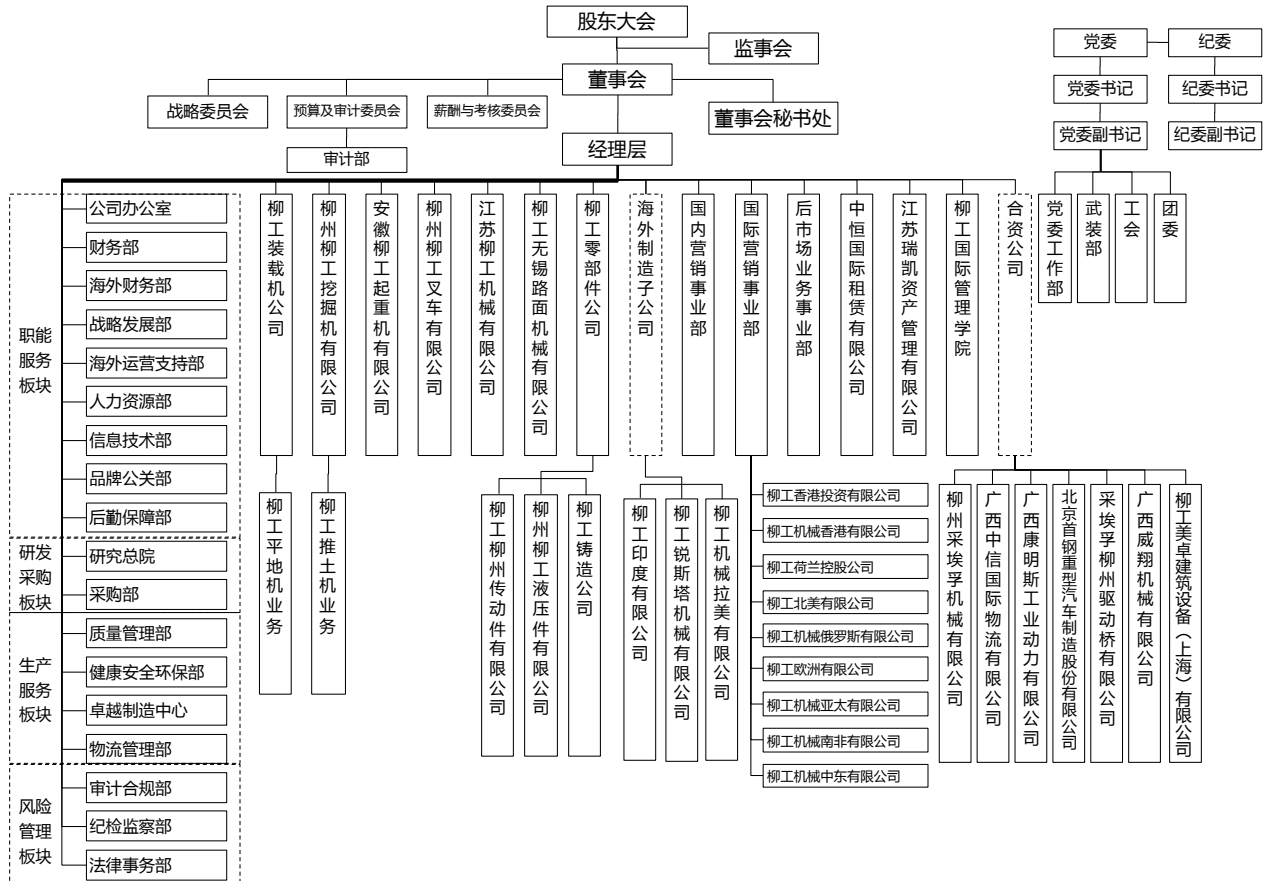 股东大会
监事会
董事会
战略委员会
预算及审计委员会
薪酬与考核委员会
董事会秘书处
审计部
经理层
党委
纪委
党委书记
纪委书记
党委副书记
纪委副书记
党委工作部
武装部
工会
团委
职能
服务
板块
公司办公室
财务部
海外财务部
战略发展部
海外运营支持部
人力资源部
信息技术部
品牌公关部
后勤保障部
研发
采购
板块
研究总院
采购部
生产
服务
板块
质量管理部
健康安全环保部
卓越制造中心
物流管理部
风险
管理
板块
审计合规部
纪检监察部
法律事务部
柳工装载机公司
柳州柳工挖掘机有限公司
安徽柳工起重机有限公司
柳州柳工叉车有限公司
江苏柳工机械有限公司
柳工无锡路面机械有限公司
柳工零部件公司
海外制造子公司
国内营销事业部
国际营销事业部
后市场业务事业部
中恒国际租赁有限公司
江苏瑞凯资产管理有限公司
柳工国际管理学院
合资公司
柳工平地机业务
柳工推土机业务
柳工柳州传动件有限公司
柳州柳工液压件有限公司
柳工铸造公司
柳工印度有限公司
柳工锐斯塔机械有限公司
柳工机械拉美有限公司
柳工香港投资有限公司
柳工机械香港有限公司
柳工荷兰控股公司
柳工北美有限公司
柳工机械俄罗斯有限公司
柳工欧洲有限公司
柳工机械亚太有限公司
柳工机械南非有限公司
柳工机械中东有限公司
柳州采埃孚机械有限公司
广西中信国际物流有限公司
广西康明斯工业动力有限公司
北京首钢重型汽车制造股份有限公司
采埃孚柳州驱动桥有限公司
广西威翔机械有限公司
柳工美卓建筑设备（上海）有限公司